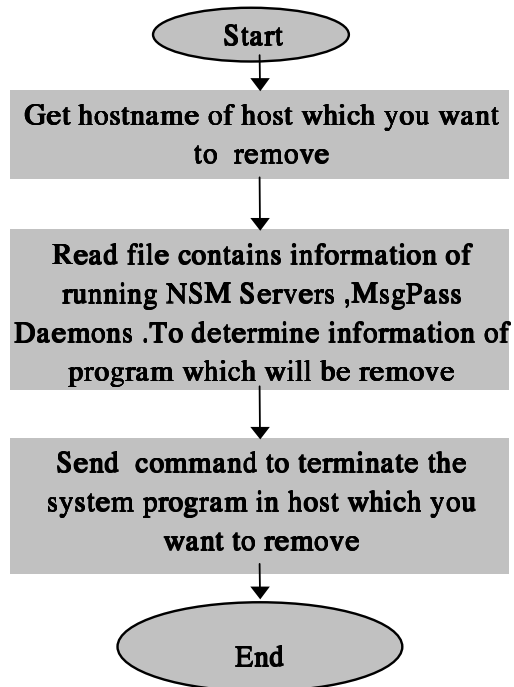 Start
Get hostname of host which you want
to remove
Read file contains information of
running NSM Servers ,MsgPass
Daemons .To determine information of
program which will be remove
Send command to terminate the
system program in host which you
want to remove
End